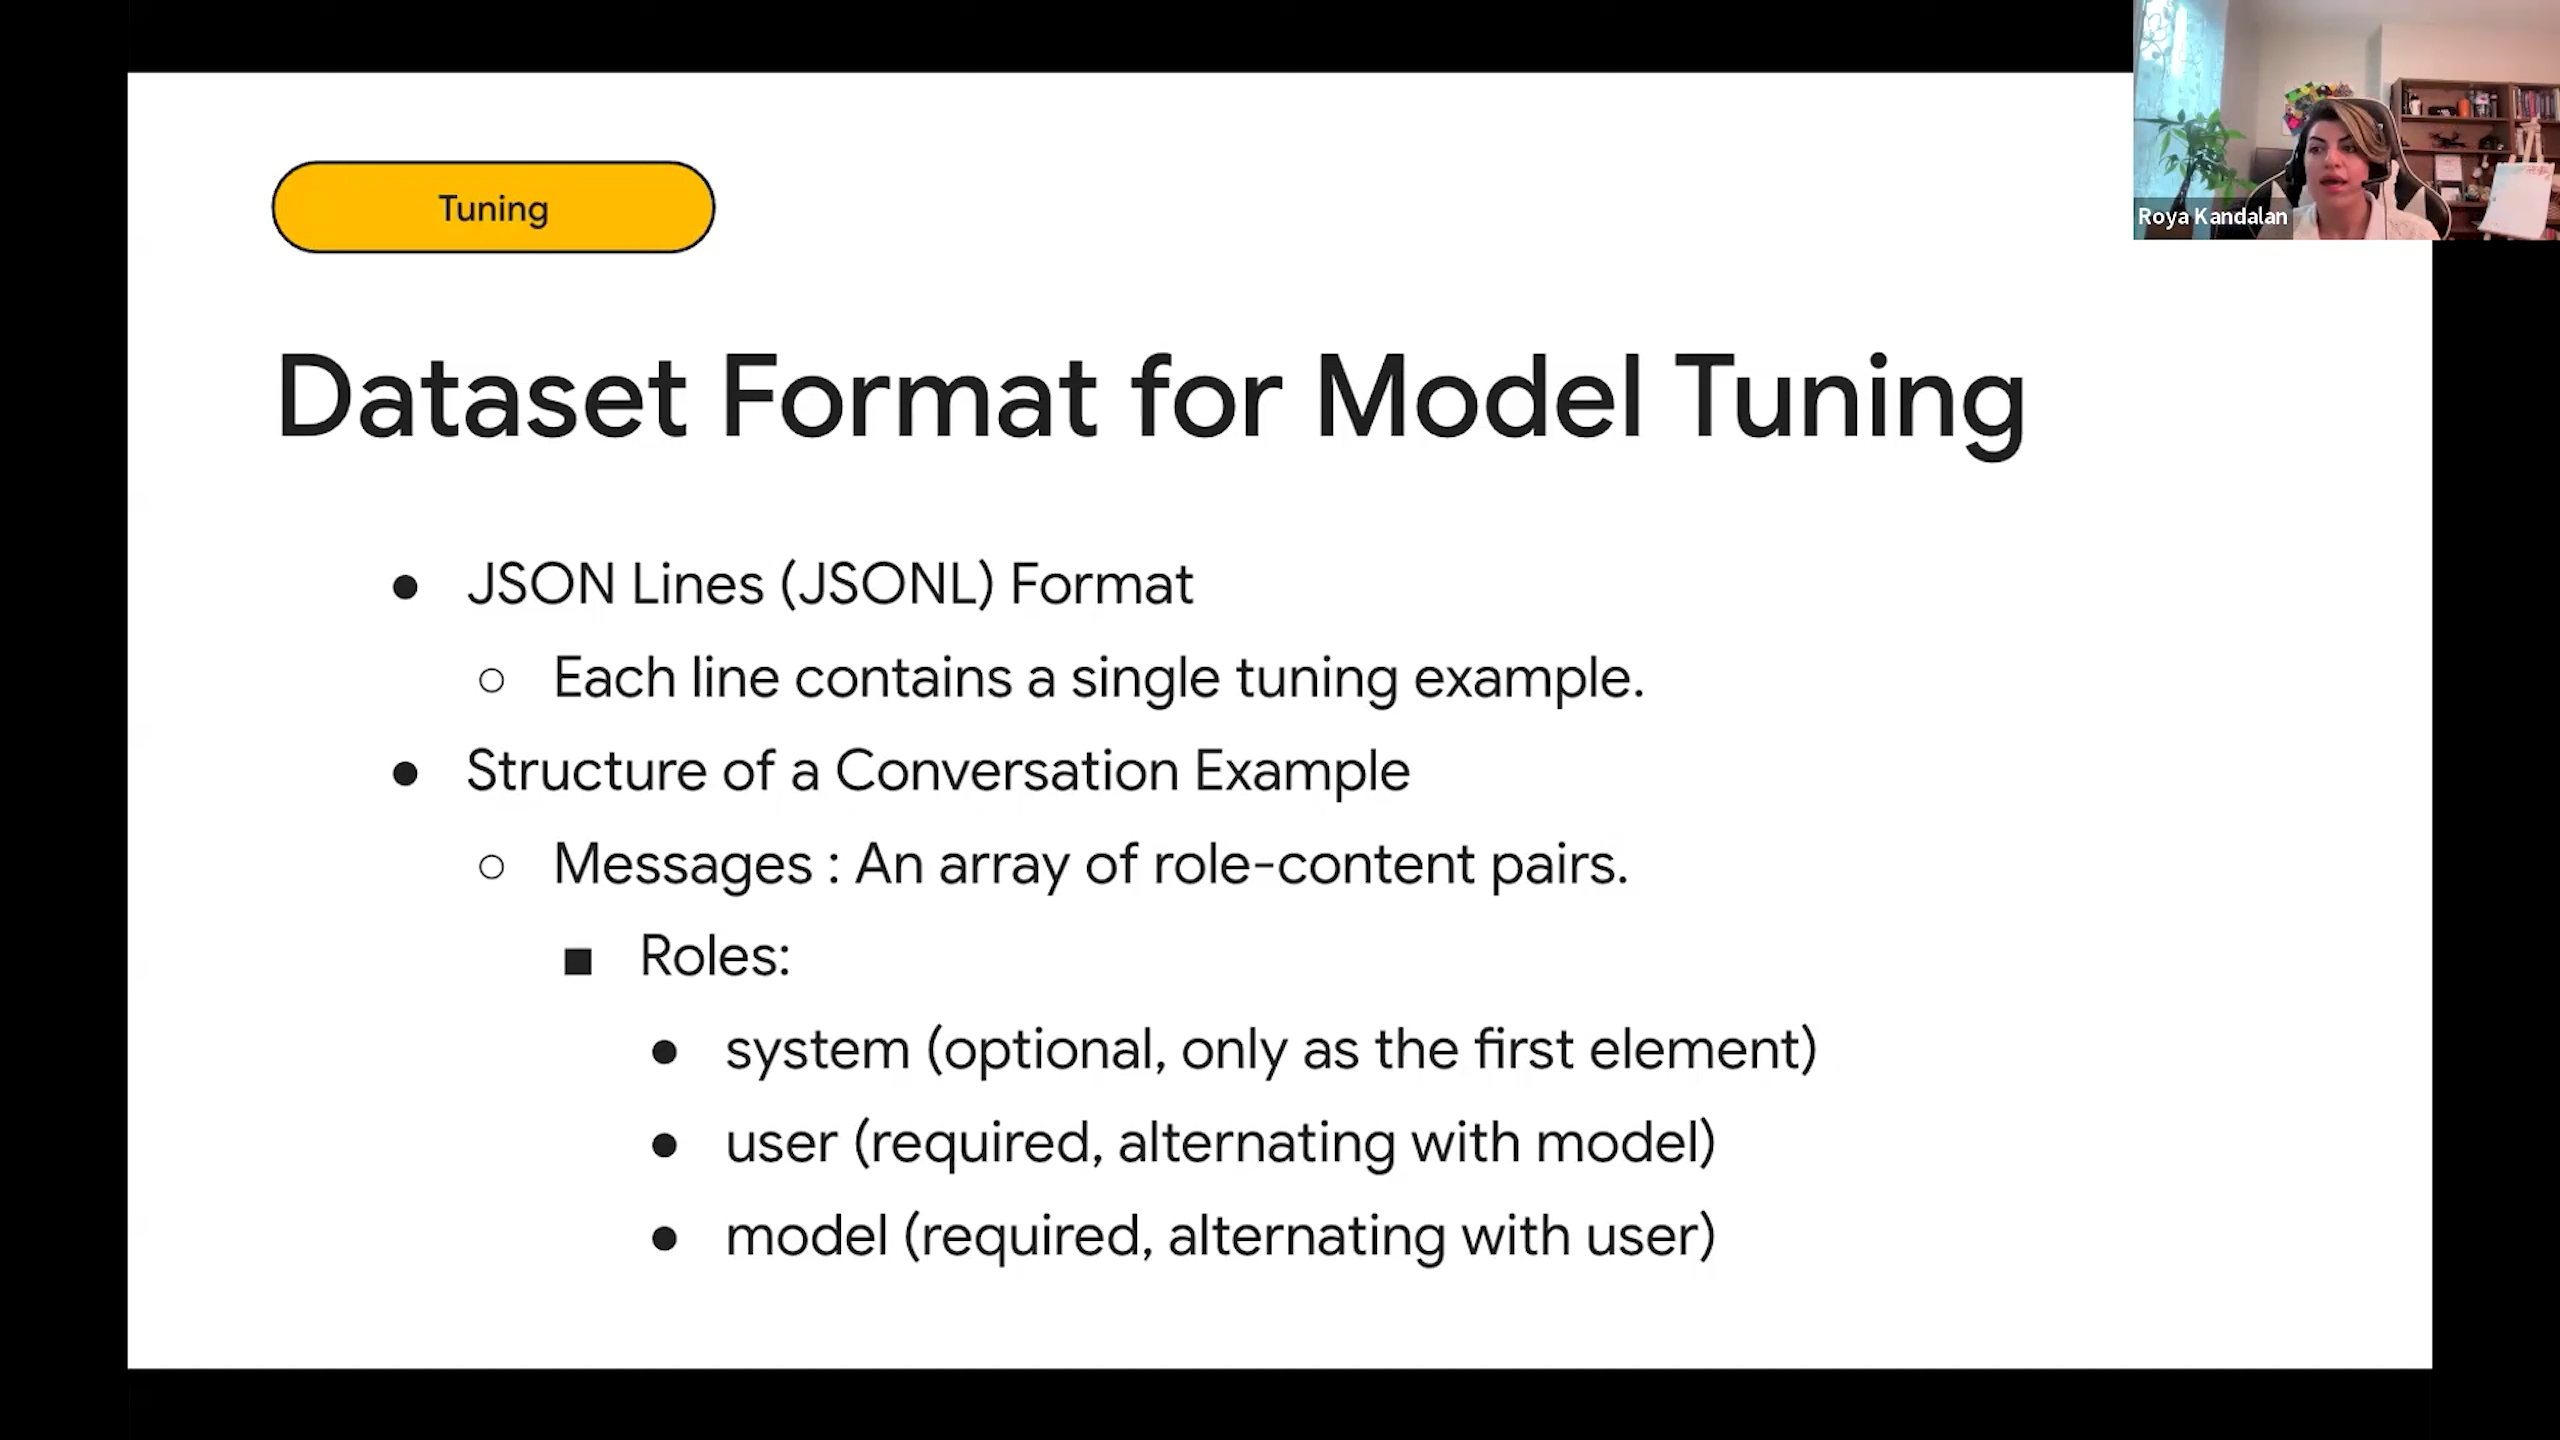 Tuning
Roya Kandalan
Dataset Format for Model Tuning
● JSON Lines (JSONL) Format
○ Each line contains a single tuning example.
● Structure of a Conversation Example
○ Messages : An array of role-content pairs.
■ Roles:
● system (optional, only as the first element)
● user (required, alternating with model)
● model (required, alternating with user)